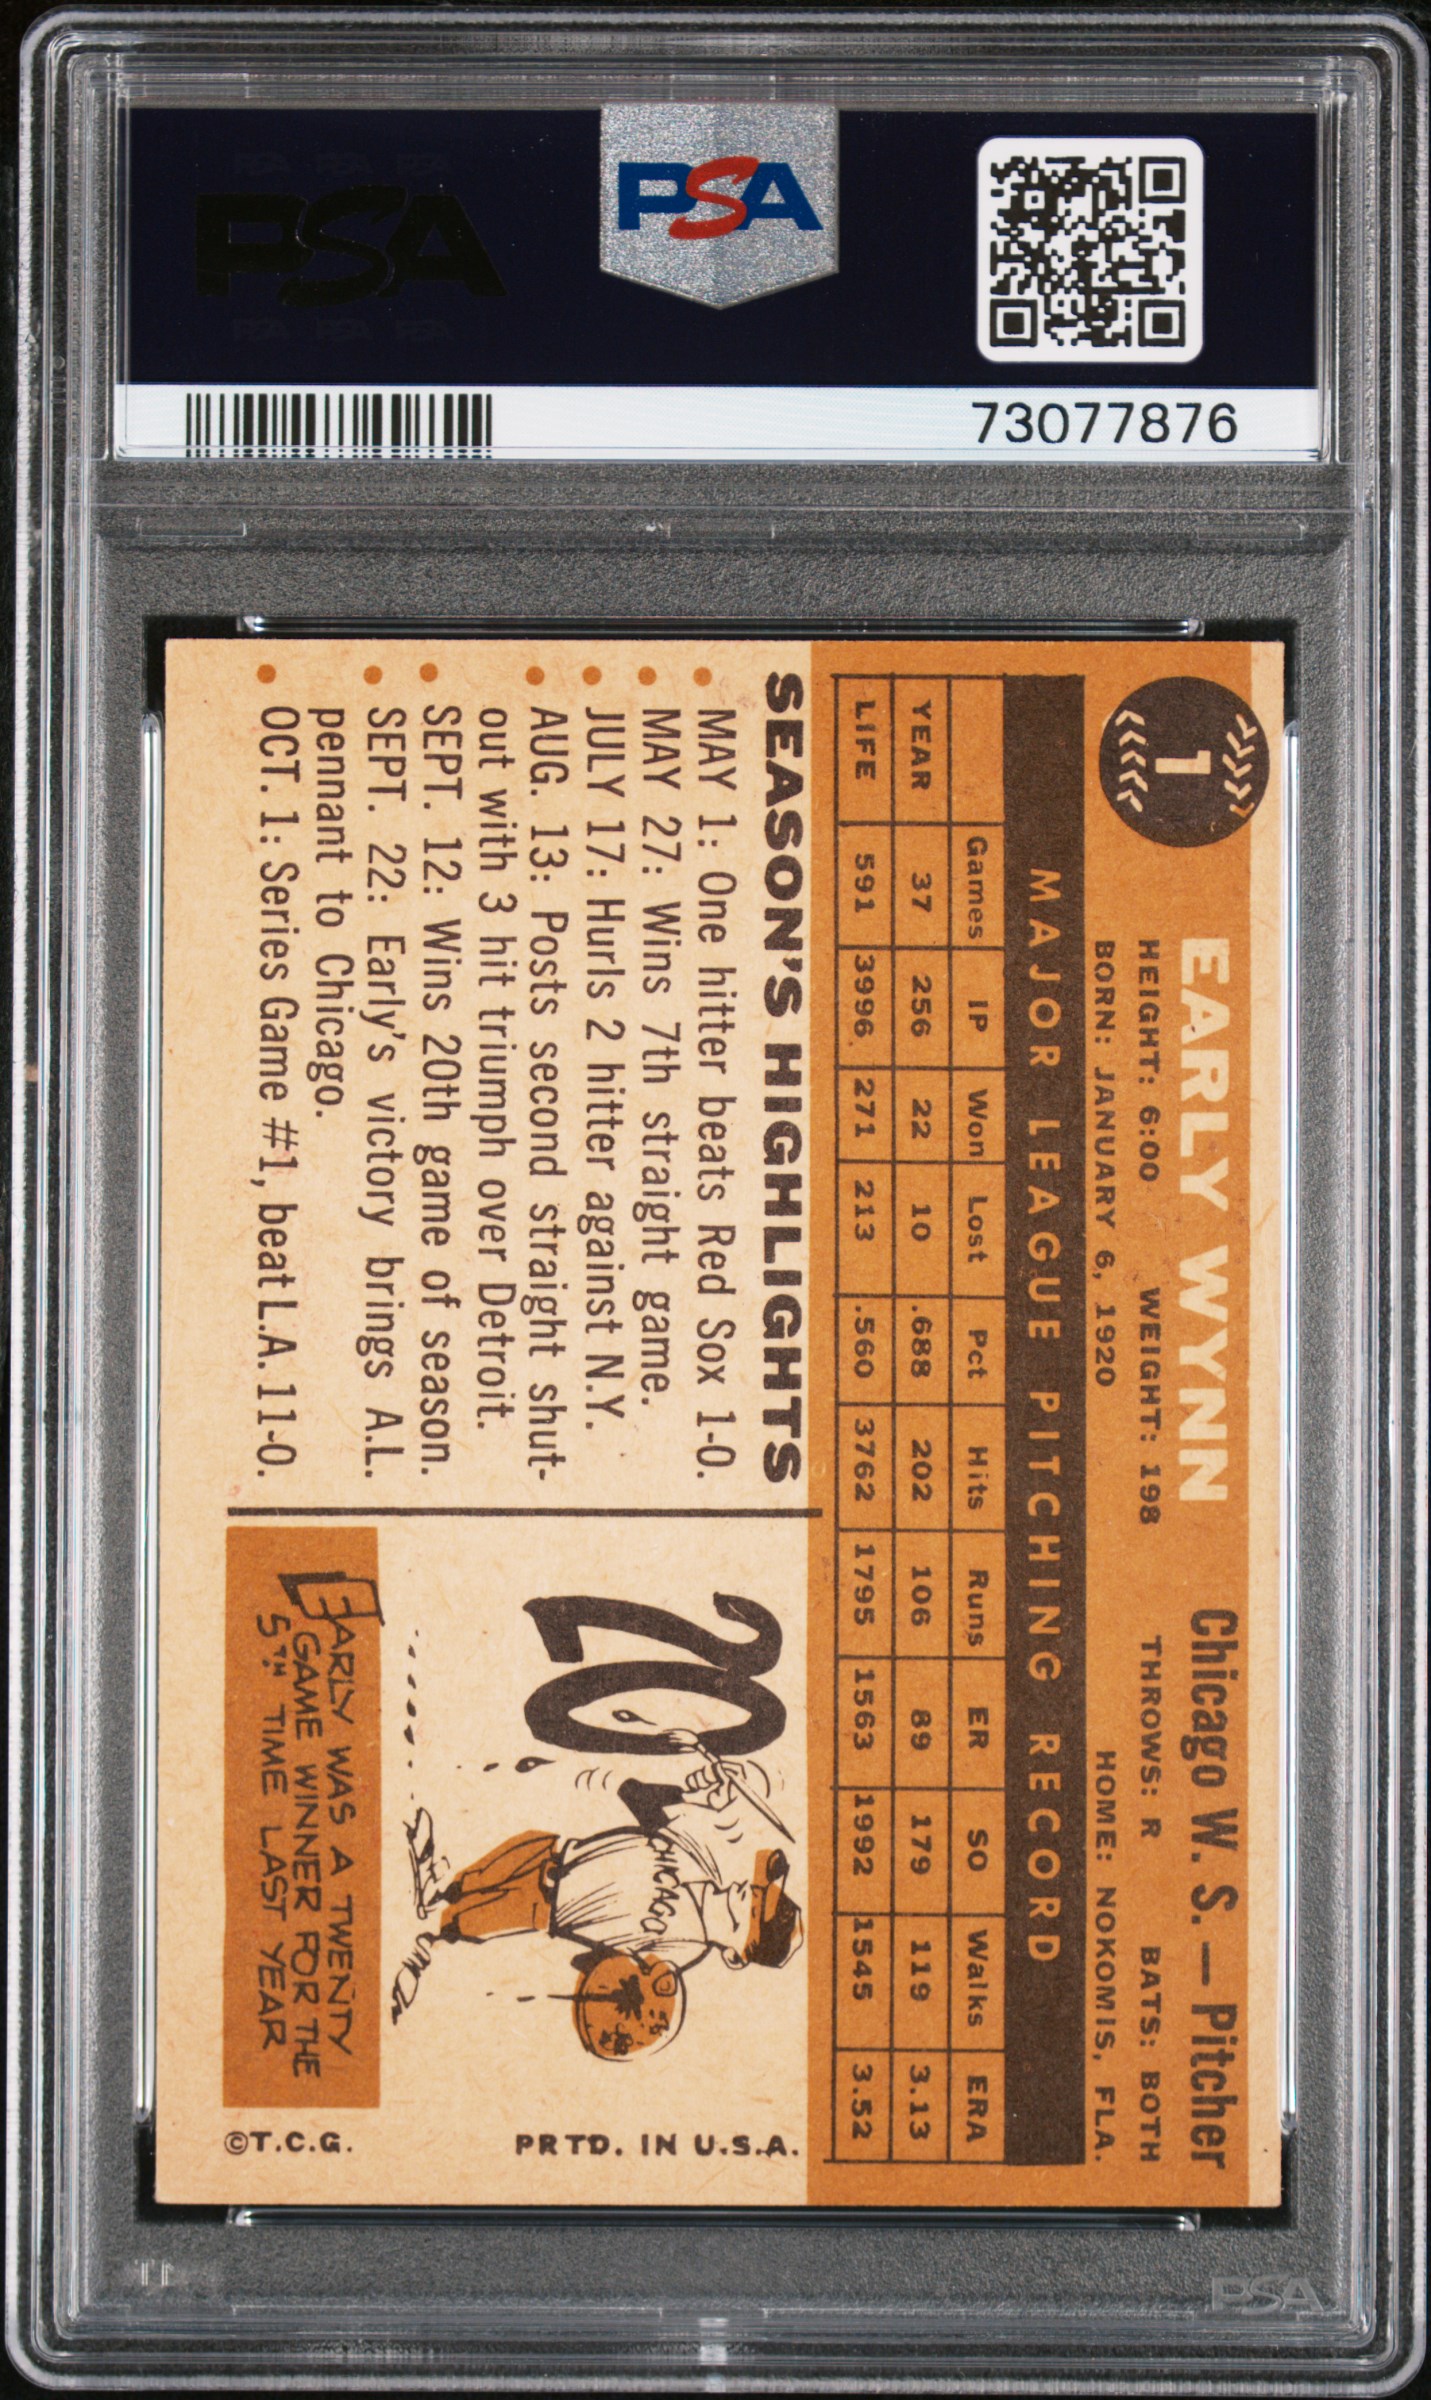 PSA
PSA
73077876
1
EARLY WYNN Chicago W. S. — Pitcher
HEIGHT: 6:00 WEIGHT: 198 THROWS: R BATS: BOTH
BORN: JANUARY 6, 1920 HOME: NOKOMIS, FLA.
MAJOR LEAGUE PITCHING RECORD
Games IP Won Lost Pct Hits Runs ER SO Walks ERA
YEAR 37 256 22 10 .688 202 106 89 179 119 3.13
LIFE 591 3996 271 213 .560 3762 1795 1563 1992 1545 3.52
SEASON'S HIGHLIGHTS
• MAY 1: One hitter beats Red Sox 1-0.
• MAY 27: Wins 7th straight game.
• JULY 17: Hurls 2 hitter against N.Y.
• AUG. 13: Posts second straight shut-
out with 3 hit triumph over Detroit.
• SEPT. 12: Wins 20th game of season.
• SEPT. 22: Early's victory brings A.L.
pennant to Chicago.
• OCT. 1: Series Game #1, beat L.A. 11-0.
20
CHICAGO
EARLY WAS A TWENTY
GAME WINNER FOR THE
5TH TIME LAST YEAR
PRTD. IN U.S.A.
©T.C.G.
PSA